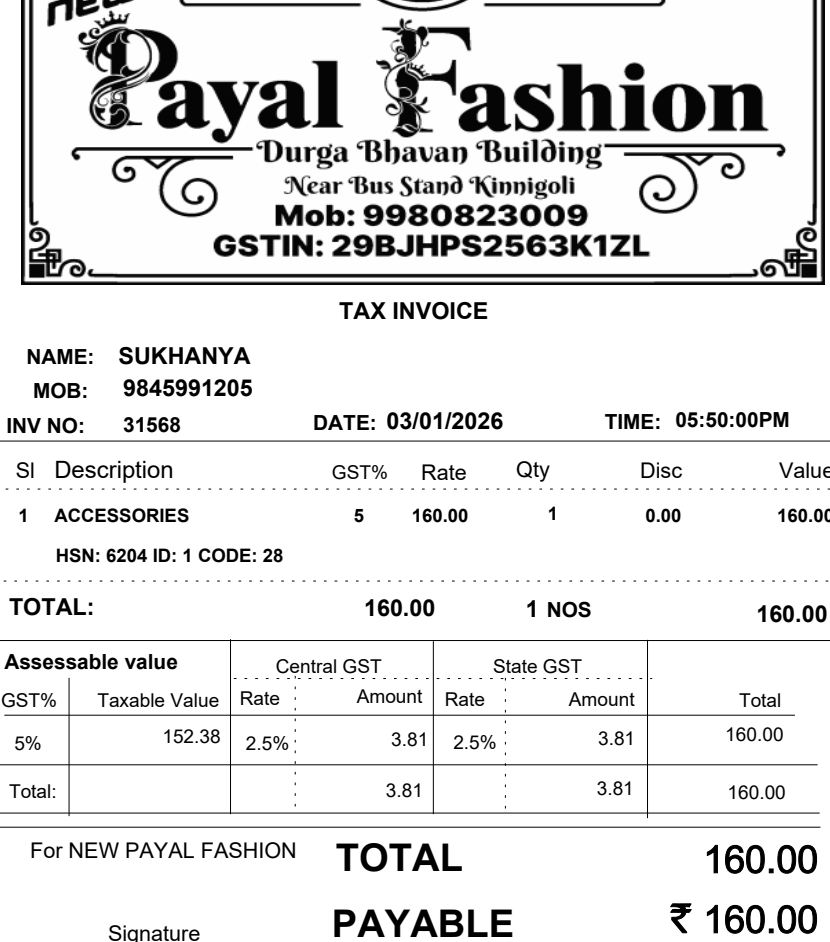 new
Payal Fashion
Durga Bhavan Building
Near Bus Stand Kinnigoli
Mob: 9980823009
GSTIN: 29BJHPS2563K1ZL
TAX INVOICE
NAME: SUKHANYA
MOB: 9845991205
INV NO: 31568 DATE: 03/01/2026 TIME: 05:50:00PM
Sl Description GST% Rate Qty Disc Value
1 ACCESSORIES 5 160.00 1 0.00 160.00
HSN: 6204 ID: 1 CODE: 28
TOTAL: 160.00 1 NOS 160.00
Assessable value Central GST State GST
GST% Taxable Value Rate Amount Rate Amount Total
5% 152.38 2.5% 3.81 2.5% 3.81 160.00
Total: 3.81 3.81 160.00
For NEW PAYAL FASHION TOTAL 160.00
Signature PAYABLE ₹ 160.00